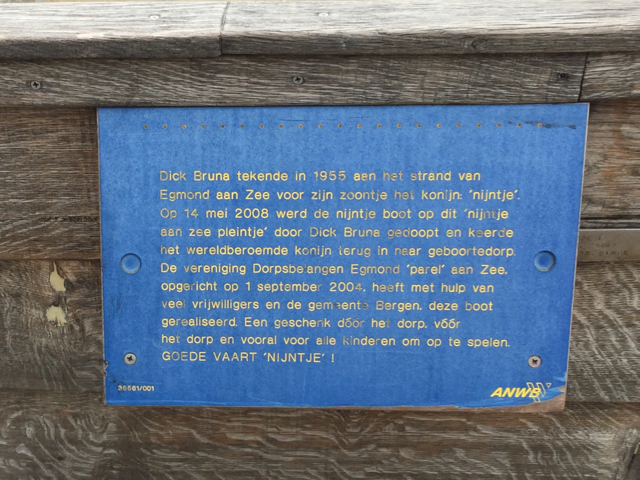 Dick Bruna tekende in 1955 aan het strand van
Egmond aan Zee voor zijn zoontje het konijn: 'nijntje'.
Op 14 mei 2008 werd de nijntje boot op dit 'nijntje
aan zee pleintje' door Dick Bruna gedoopt en keerde
het wereldberoemde konijn terug in haar geboortedorp.
De vereniging Dorpsbelangen Egmond 'parel' aan Zee,
opgericht op 1 september 2004, heeft met hulp van
veel vrijwilligers en de gemeente Bergen, deze boot
gerealiseerd. Een geschenk dóór het dorp, vóór
het dorp en vooral voor alle kinderen om op te spelen.
GOEDE VAART 'NIJNTJE' !
36561/001
ANWB